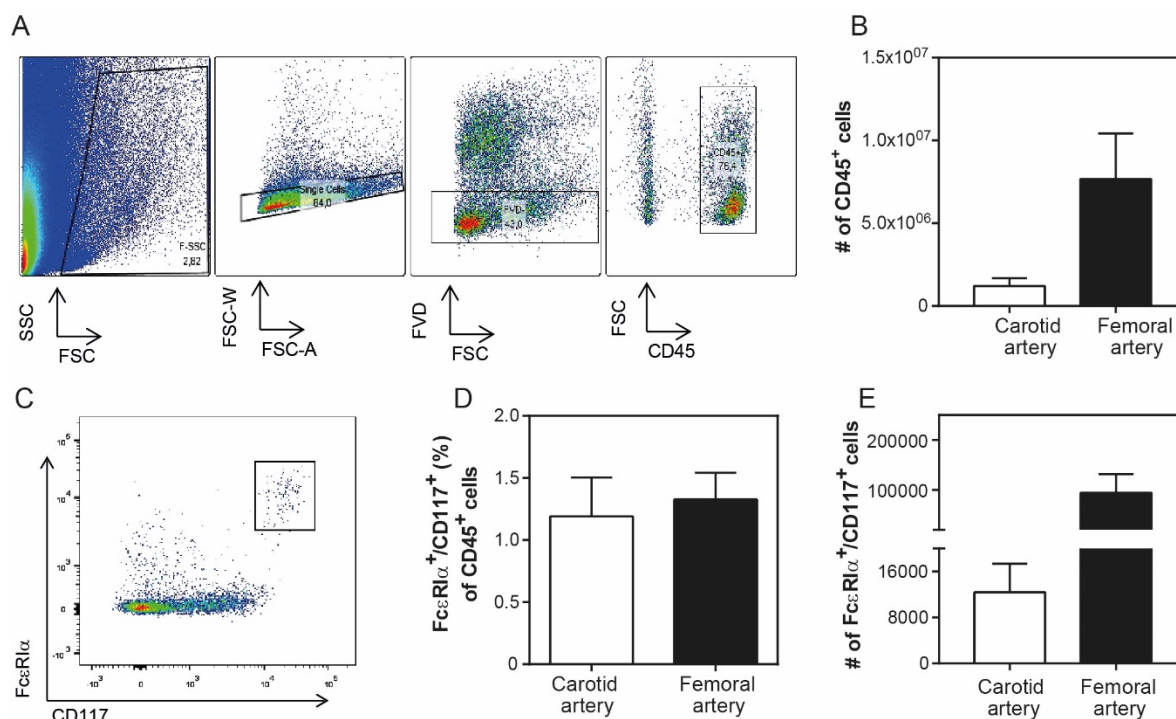 A
F-SSC
2,82
SSC
FSC
Single Cells
84,0
FSC-W
FSC-A
FVD-
FVD
FSC
CD45+
76,4
FSC
CD45
B
# of CD45+ cells
1.5x10^07
1.0x10^07
5.0x10^06
0
Carotid
artery
Femoral
artery
C
FcεRIα
10^5
10^4
10^3
0
-10^3
-10^3
0
10^3
10^4
10^5
CD117
D
FcεRIα+/CD117+ (%)
of CD45+ cells
2.0
1.5
1.0
0.5
0
Carotid
artery
Femoral
artery
E
# of FcεRIα+/CD117+ cells
200000
100000
16000
8000
0
Carotid
artery
Femoral
artery